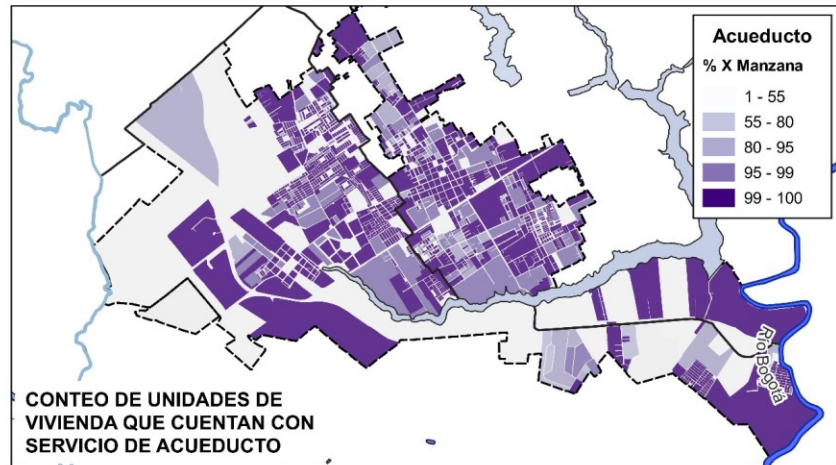 Acueducto
% X Manzana
1 - 55
55 - 80
80 - 95
95 - 99
99 - 100
Río Bogotá
CONTEO DE UNIDADES DE
VIVIENDA QUE CUENTAN CON
SERVICIO DE ACUEDUCTO